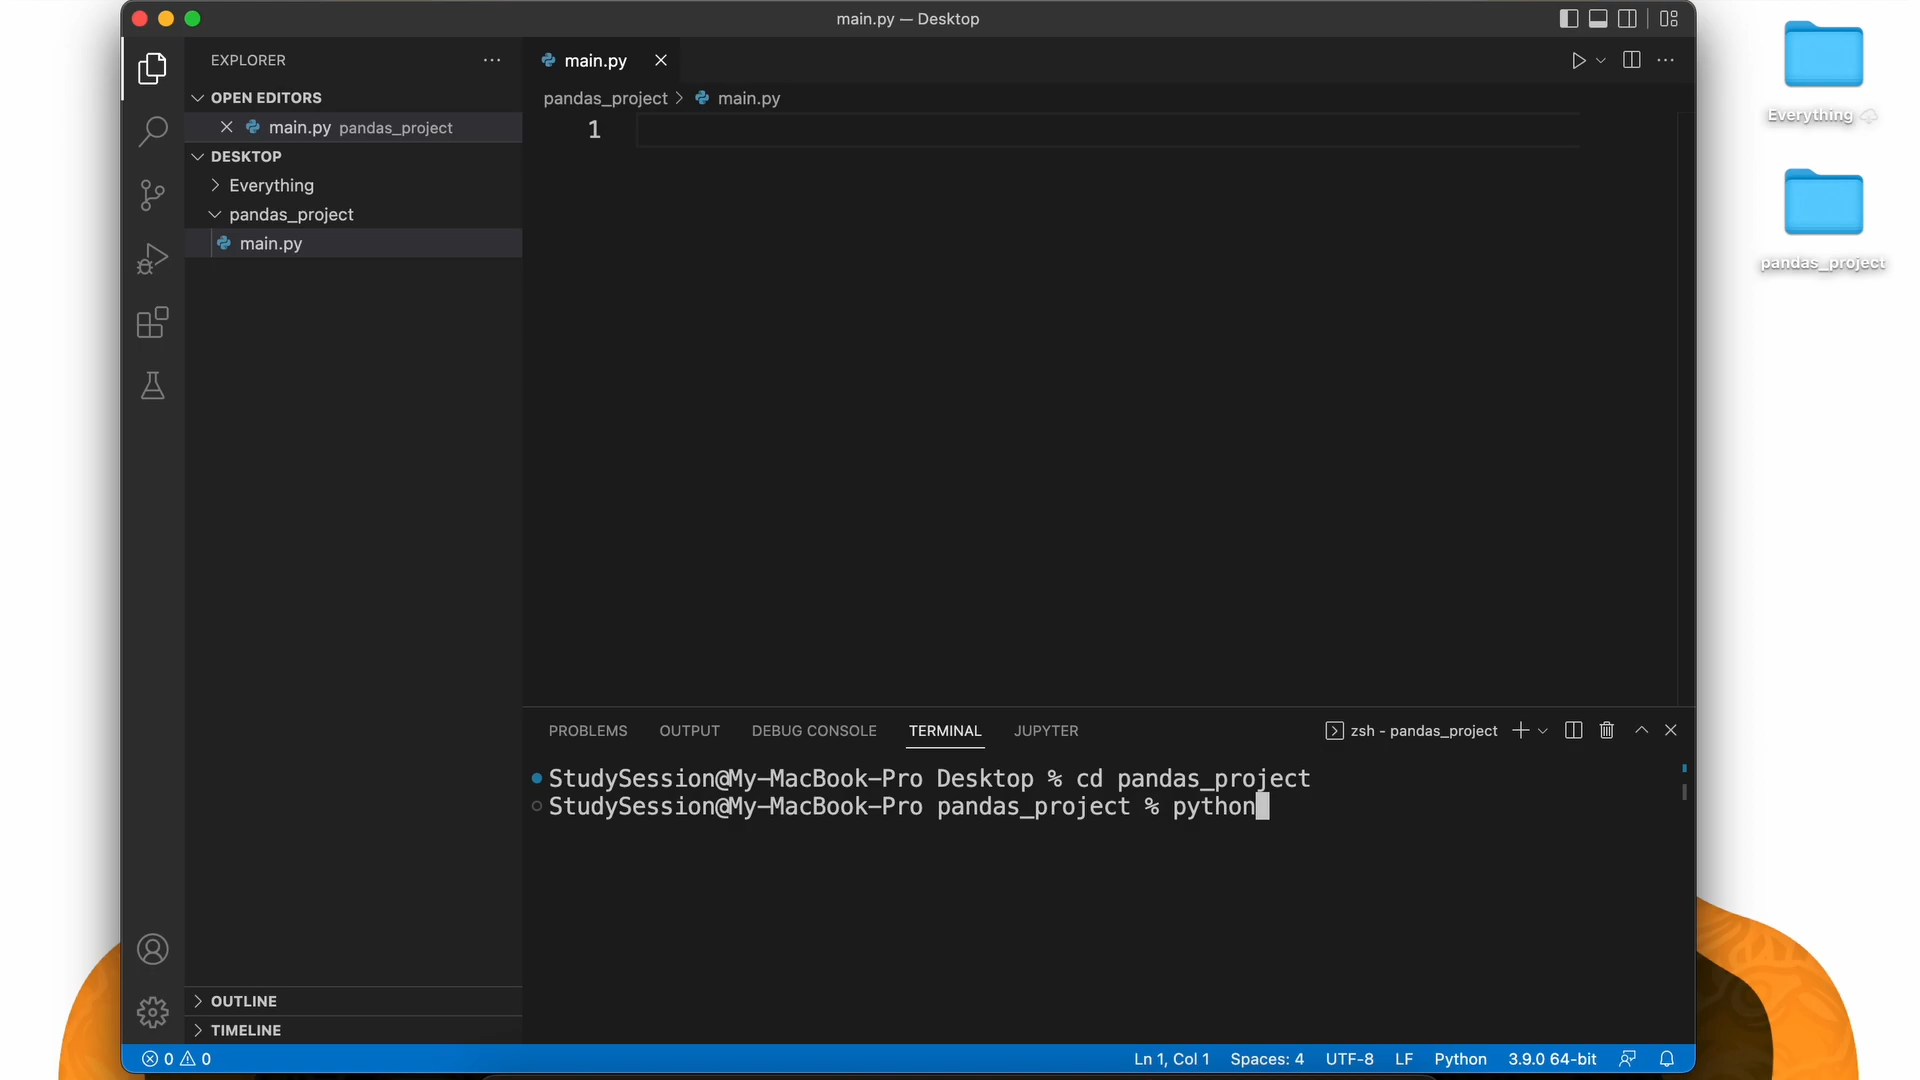 main.py — Desktop
EXPLORER
OPEN EDITORS
main.py pandas_project
DESKTOP
Everything
pandas_project
main.py
OUTLINE
TIMELINE
main.py
pandas_project > main.py
1
PROBLEMS OUTPUT DEBUG CONSOLE TERMINAL JUPYTER
zsh - pandas_project
StudySession@My-MacBook-Pro Desktop % cd pandas_project
StudySession@My-MacBook-Pro pandas_project % python
0 0
Ln 1, Col 1 Spaces: 4 UTF-8 LF Python 3.9.0 64-bit
Everything
pandas_project